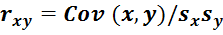 r_xy = Cov (x, y)/s_x s_y